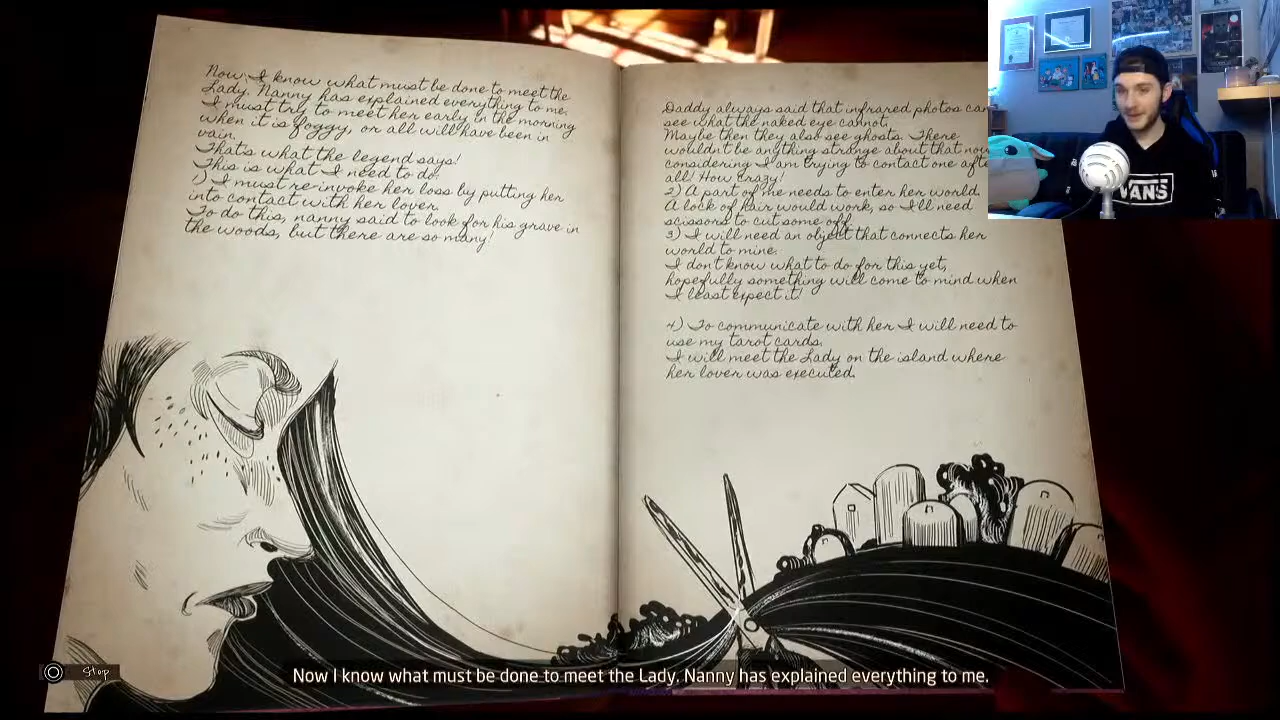 Now I know what must be done to meet the
Lady. Nanny has explained everything to me.
I must try to meet her early in the morning
when it is foggy, or all will have been in
vain.
That's what the legend says!
This is what I need to do:
1) I must re-invoke her loss by putting her
into contact with her lover.
To do this, nanny said to look for his grave in
the woods, but there are so many!
Daddy always said that infrared photos can
see what the naked eye cannot.
Maybe then they also see ghosts. There
wouldn't be anything strange about that now
considering I am trying to contact one
all! How crazy!
2) A part of me needs to enter her world.
A lock of hair would work, so I'll need
scissors to cut some off.
3) I will need an object that connects her
world to mine.
I don't know what to do for this yet,
hopefully something will come to mind when
I least expect it!
4) To communicate with her I will need to
use my tarot cards.
I will meet the Lady on the island where
her lover was executed.
VANS
Stop
Now I know what must be done to meet the Lady. Nanny has explained everything to me.